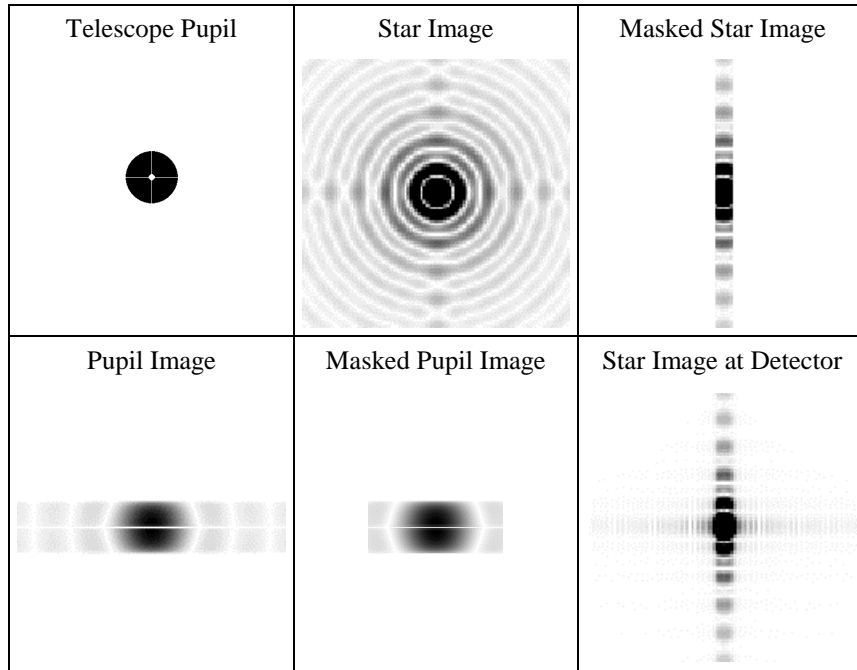 Telescope Pupil
Star Image
Masked Star Image
Pupil Image
Masked Pupil Image
Star Image at Detector